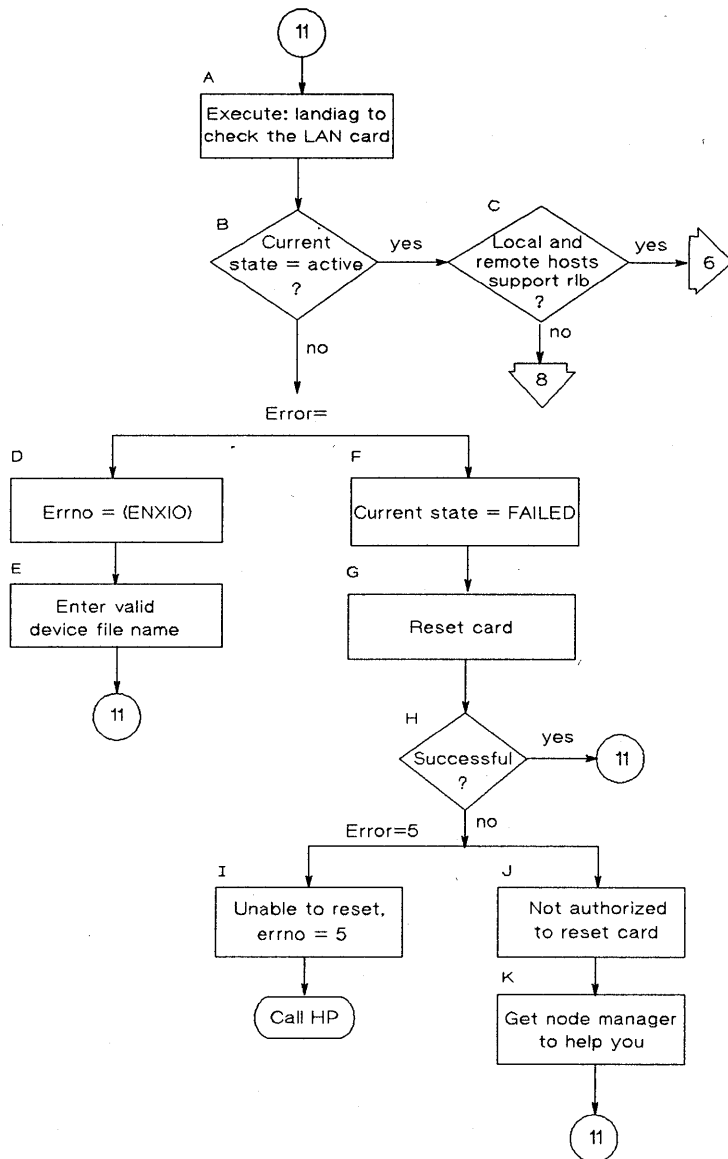 11
A
Execute: landiag to
check the LAN card
B
Current
state = active
?
yes
C
Local and
remote hosts
support rlb
?
yes
6
no
8
no
Error=
D
Errno = (ENXIO)
E
Enter valid
device file name
11
F
Current state = FAILED
G
Reset card
H
Successful
?
yes
11
no
Error=5
I
Unable to reset,
errno = 5
Call HP
J
Not authorized
to reset card
K
Get node manager
to help you
11